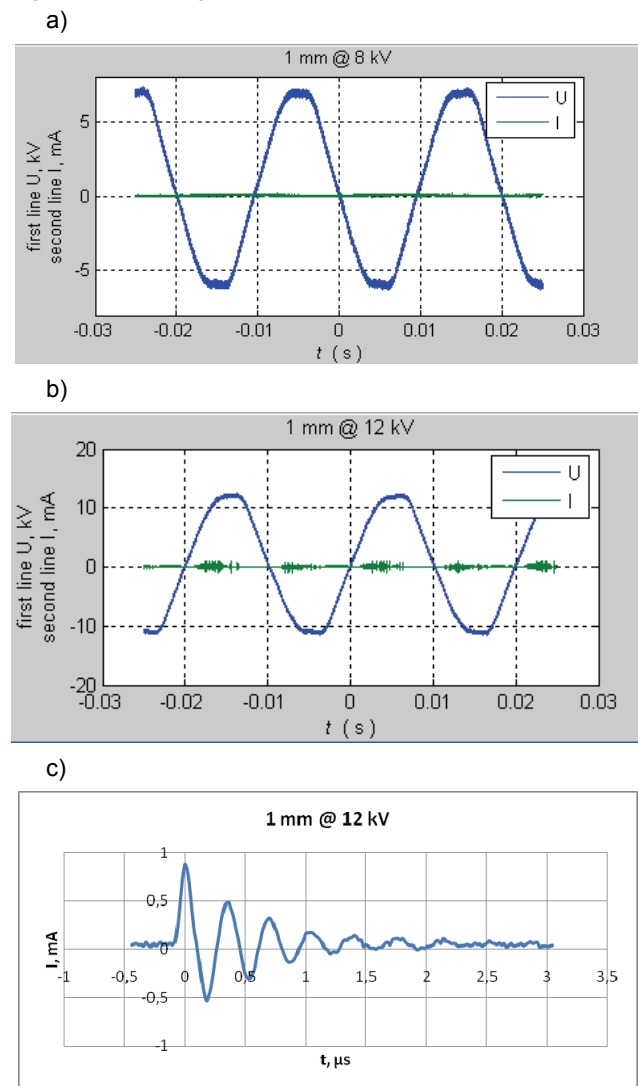 a)
1 mm @ 8 kV
first line U, kV
second line I, mA
5
0
-5
U
I
-0.03 -0.02 -0.01 0 0.01 0.02 0.03
t (s)
b)
1 mm @ 12 kV
first line U, kV
second line I, mA
20
10
0
-10
-20
U
I
-0.03 -0.02 -0.01 0 0.01 0.02 0.03
t (s)
c)
1 mm @ 12 kV
I, mA
1
0,5
0
-0,5
-1
-1 -0,5 0 0,5 1 1,5 2 2,5 3 3,5
t, µs